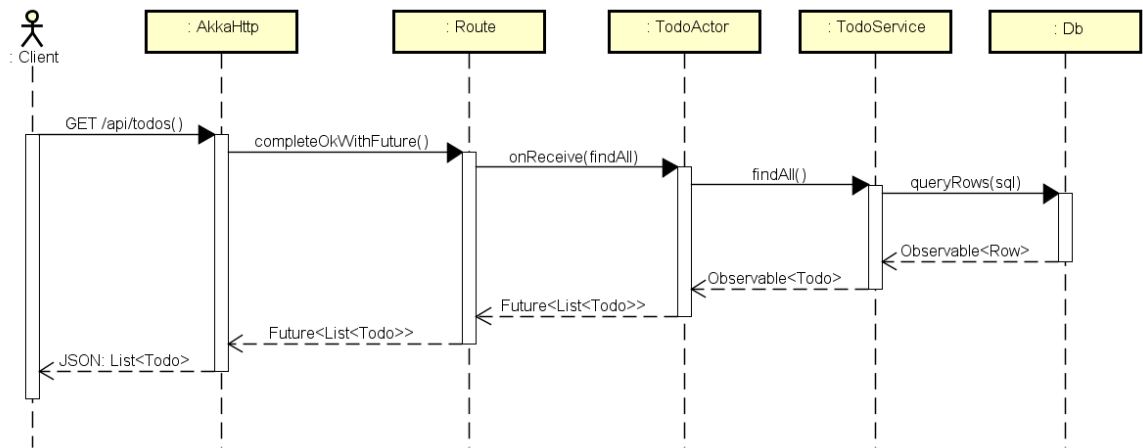 : Client
: AkkaHttp
: Route
: TodoActor
: TodoService
: Db
GET /api/todos()
completeOkWithFuture()
onReceive(findAll)
findAll()
queryRows(sql)
Observable<Row>
Observable<Todo>
Future<List<Todo>>
Future<List<Todo>>
JSON: List<Todo>